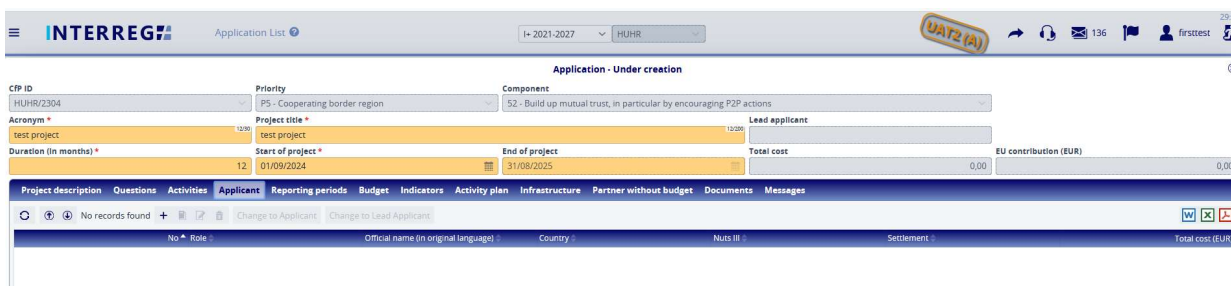 INTERREG
Application List
I+ 2021-2027
HUHR
UAT2 (A)
136
firsttest
29
Application - Under creation
CfP ID
Priority
Component
HUHR/2304
P5 - Cooperating border region
52 - Build up mutual trust, in particular by encouraging P2P actions
Acronym *
Project title *
Lead applicant
test project
12/30
test project
12/200
Duration (in months) *
Start of project *
End of project
Total cost
EU contribution (EUR)
12
01/09/2024
31/08/2025
0,00
0,00
Project description Questions Activities Applicant Reporting periods Budget Indicators Activity plan Infrastructure Partner without budget Documents Messages
No records found
Change to Applicant
Change to Lead Applicant
W X
No Role Official name (in original language) Country Nuts III Settlement Total cost (EUR)